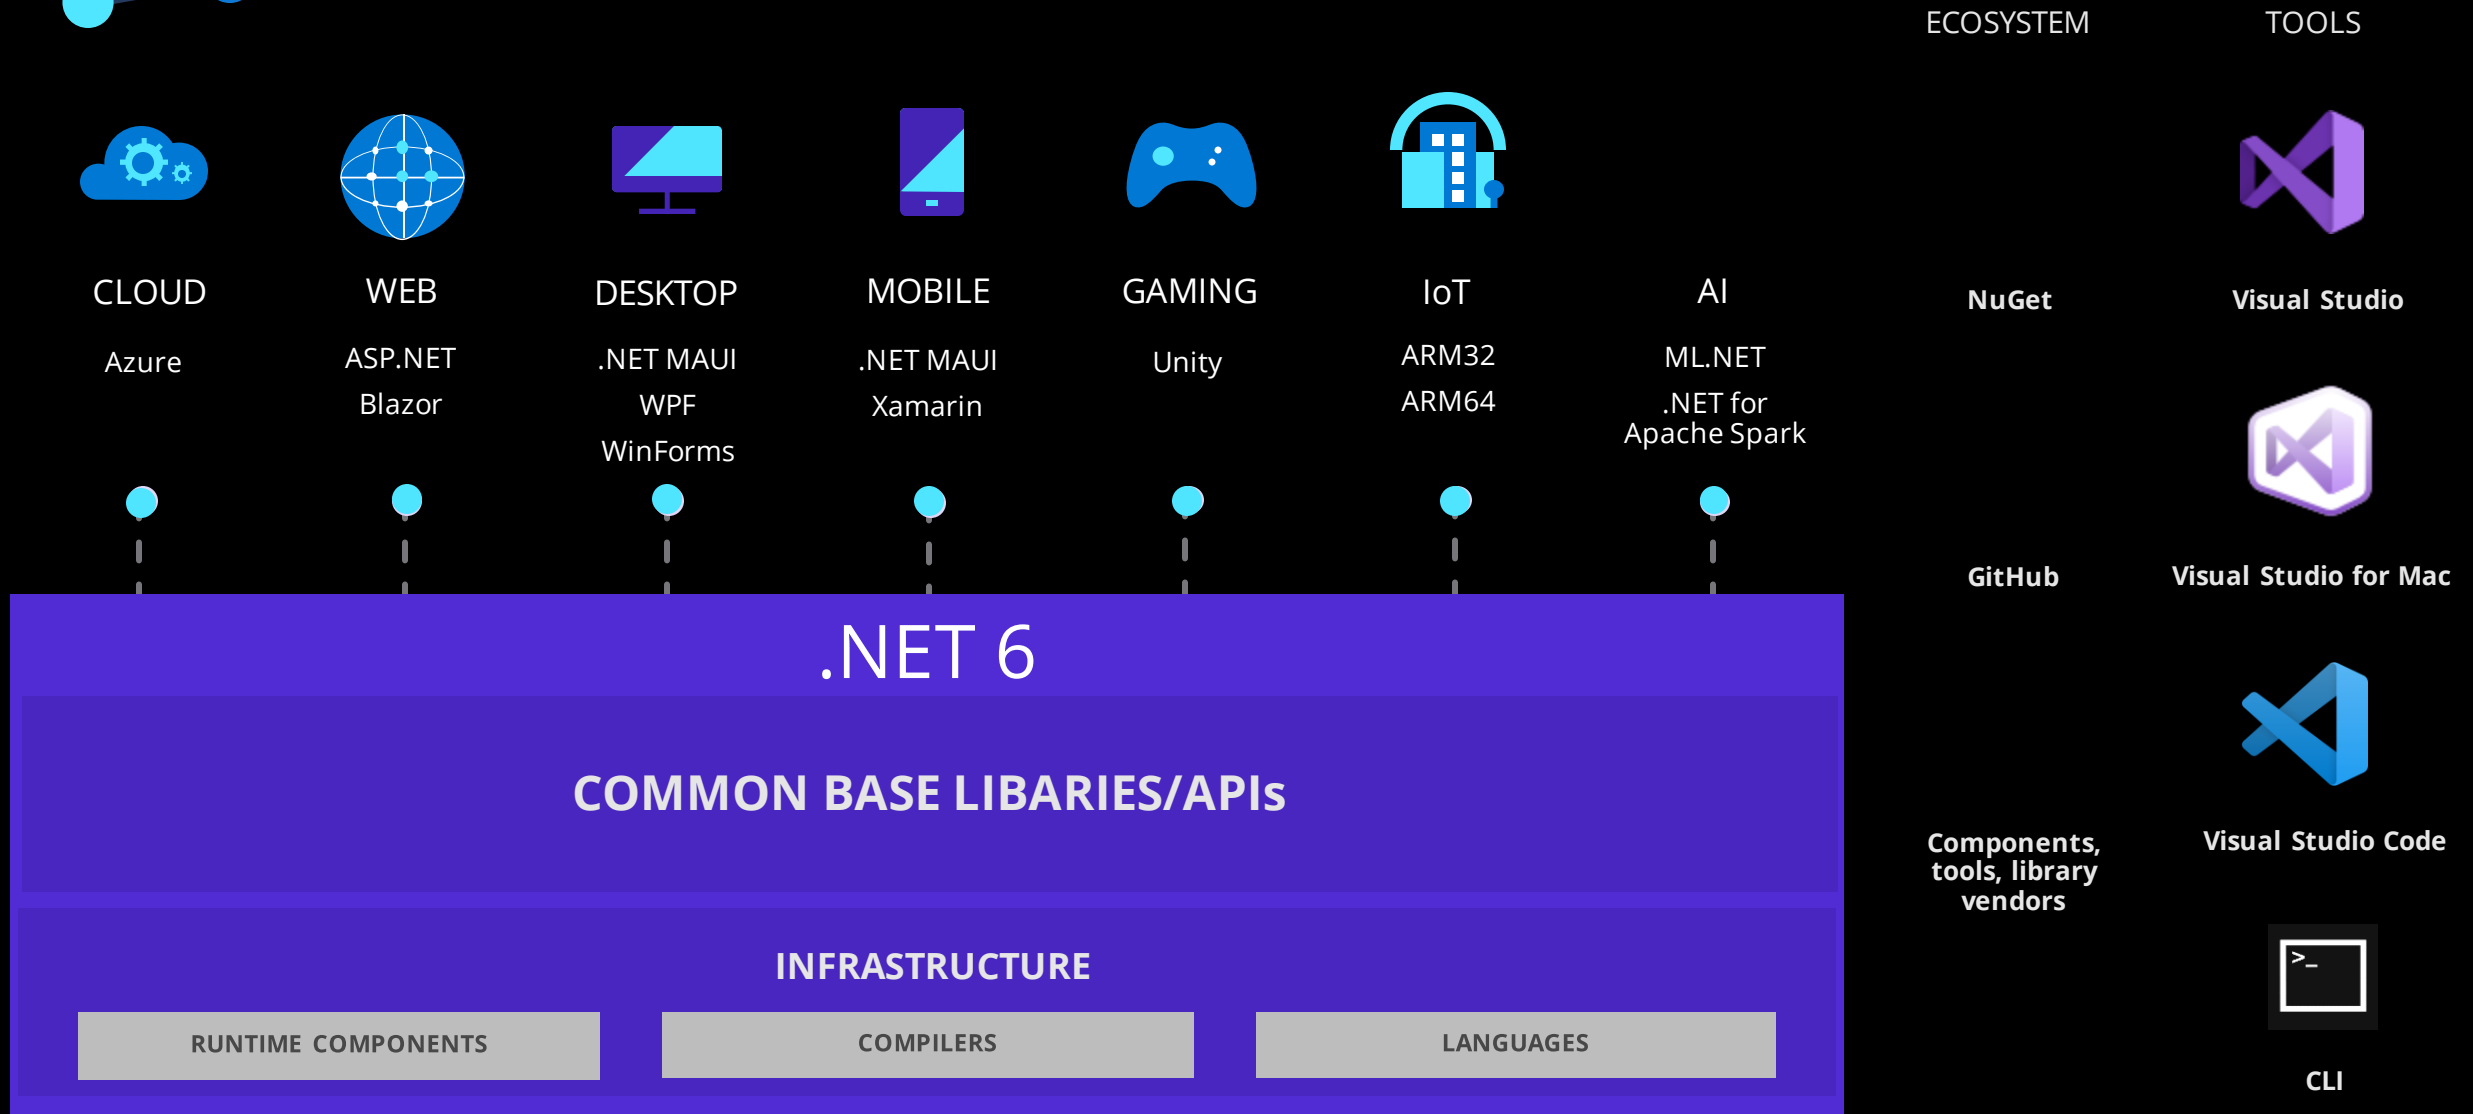 ECOSYSTEM
TOOLS
CLOUD
Azure
WEB
ASP.NET
Blazor
DESKTOP
.NET MAUI
WPF
WinForms
MOBILE
.NET MAUI
Xamarin
GAMING
Unity
IoT
ARM32
ARM64
AI
ML.NET
.NET for
Apache Spark
NuGet
GitHub
Components,
tools, library
vendors
Visual Studio
Visual Studio for Mac
Visual Studio Code
>_
CLI
.NET 6
COMMON BASE LIBARIES/APIs
INFRASTRUCTURE
RUNTIME COMPONENTS
COMPILERS
LANGUAGES